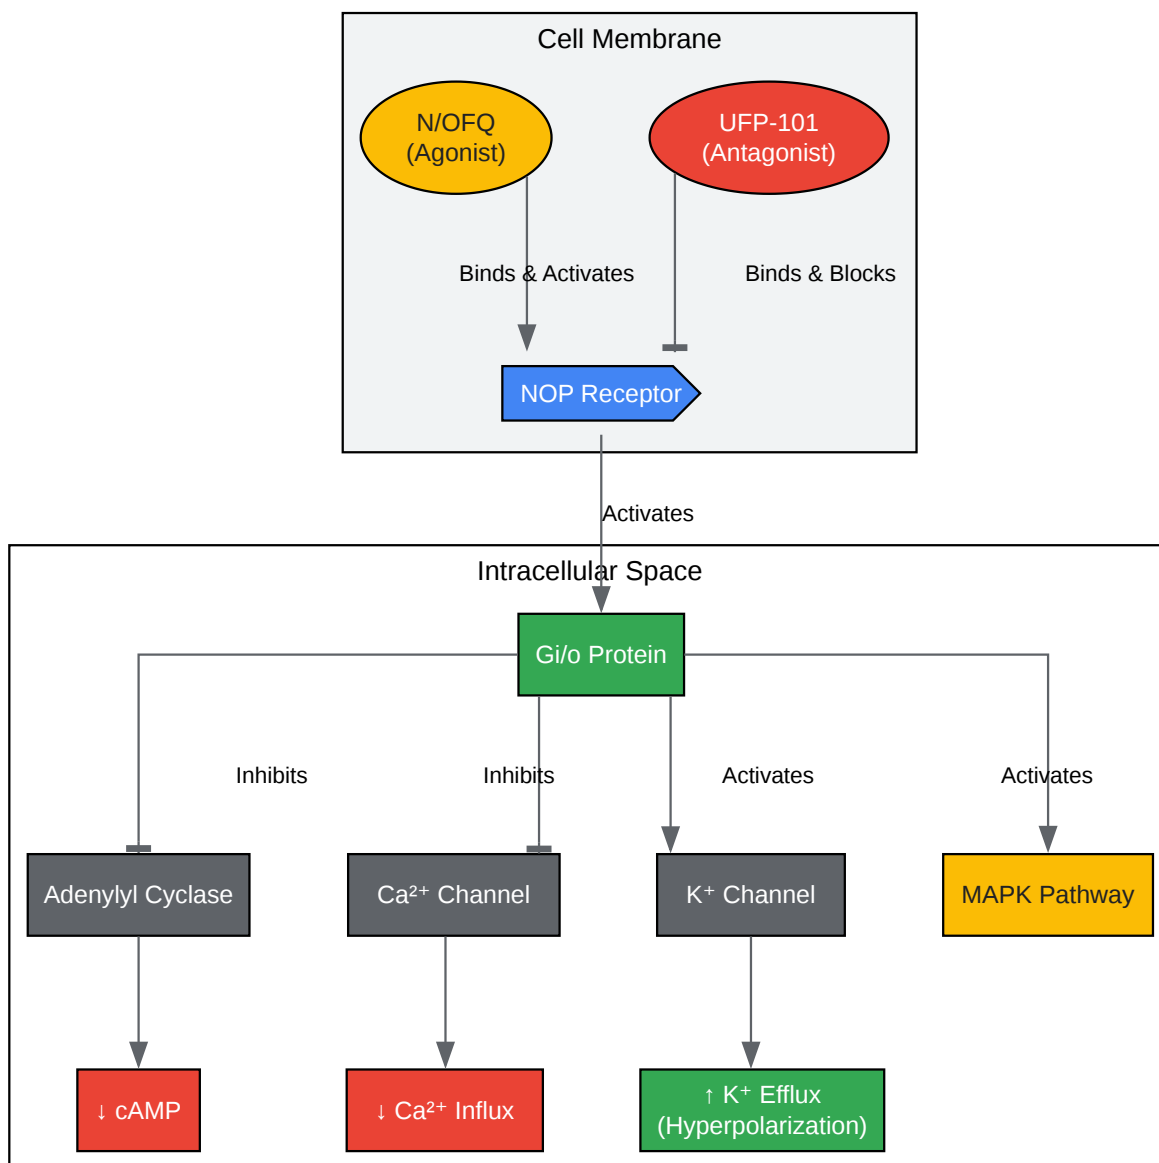 Cell Membrane
N/OFQ
(Agonist)
UFP-101
(Antagonist)
Binds & Activates
Binds & Blocks
NOP Receptor
Activates
Intracellular Space
Gi/o Protein
Inhibits
Inhibits
Activates
Activates
Adenylyl Cyclase
Ca²⁺ Channel
K⁺ Channel
MAPK Pathway
↓ cAMP
↓ Ca²⁺ Influx
↑ K⁺ Efflux
(Hyperpolarization)